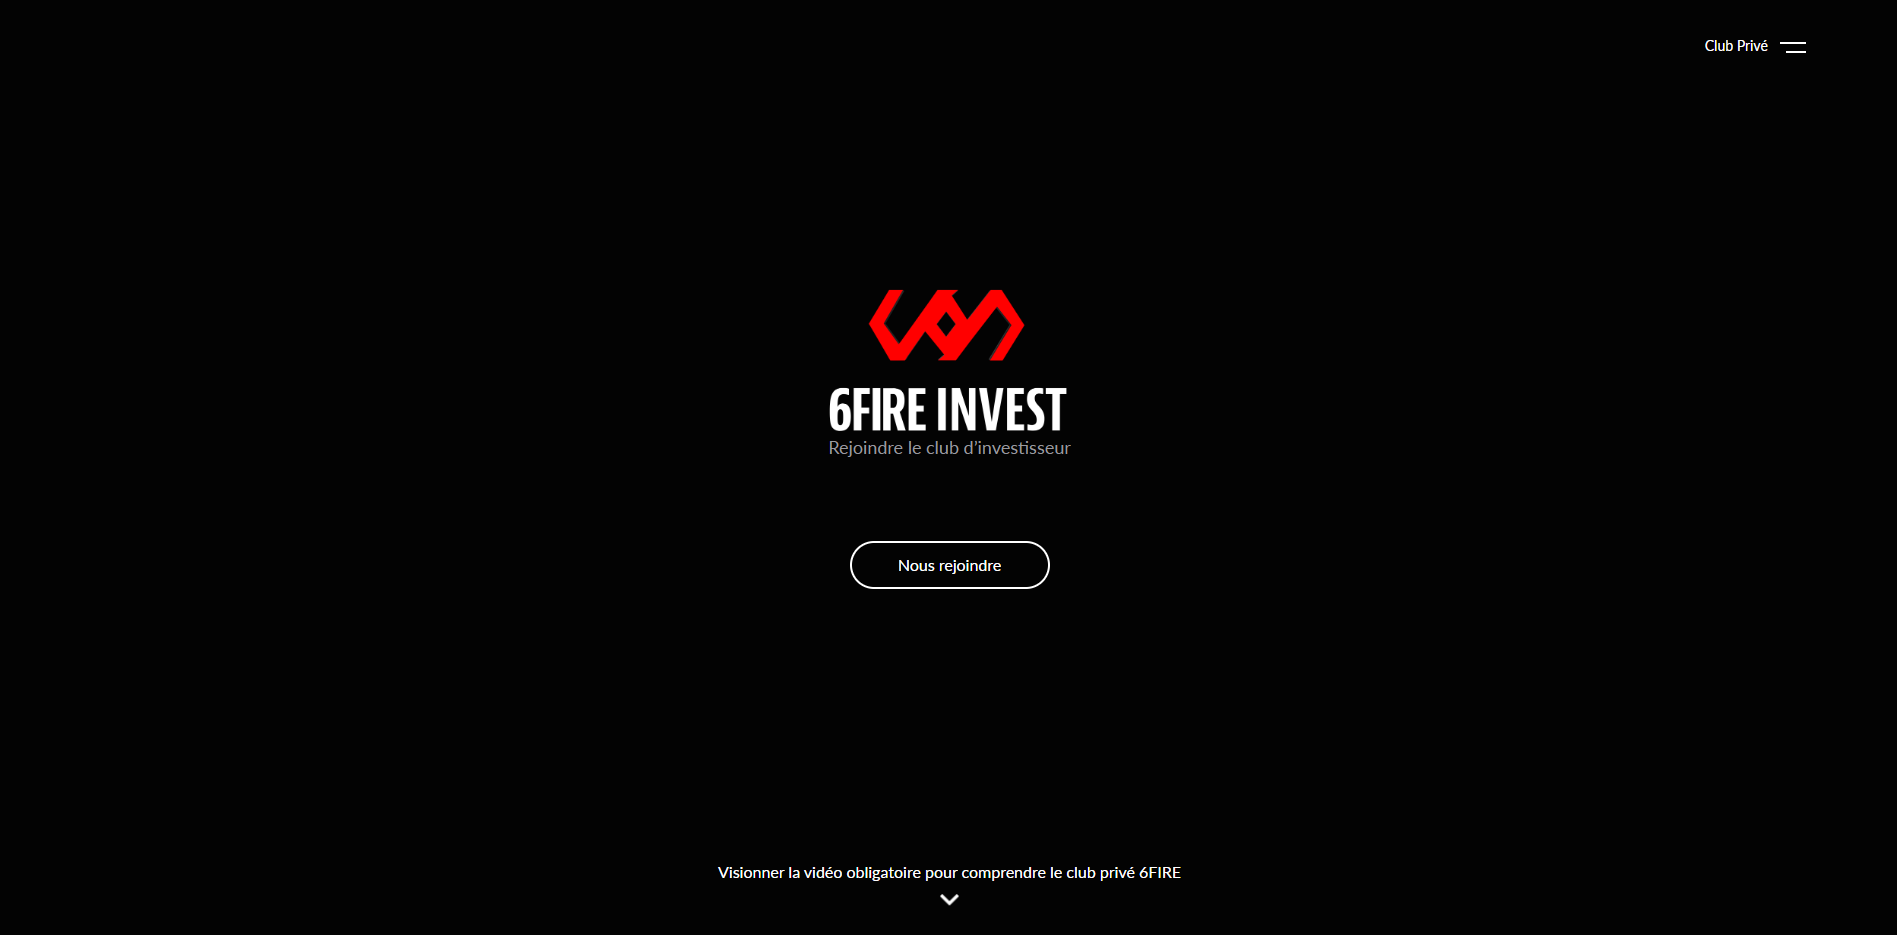 Club Privé
6FIRE INVEST
Rejoindre le club d’investisseur
Nous rejoindre
Visionner la vidéo obligatoire pour comprendre le club privé 6FIRE